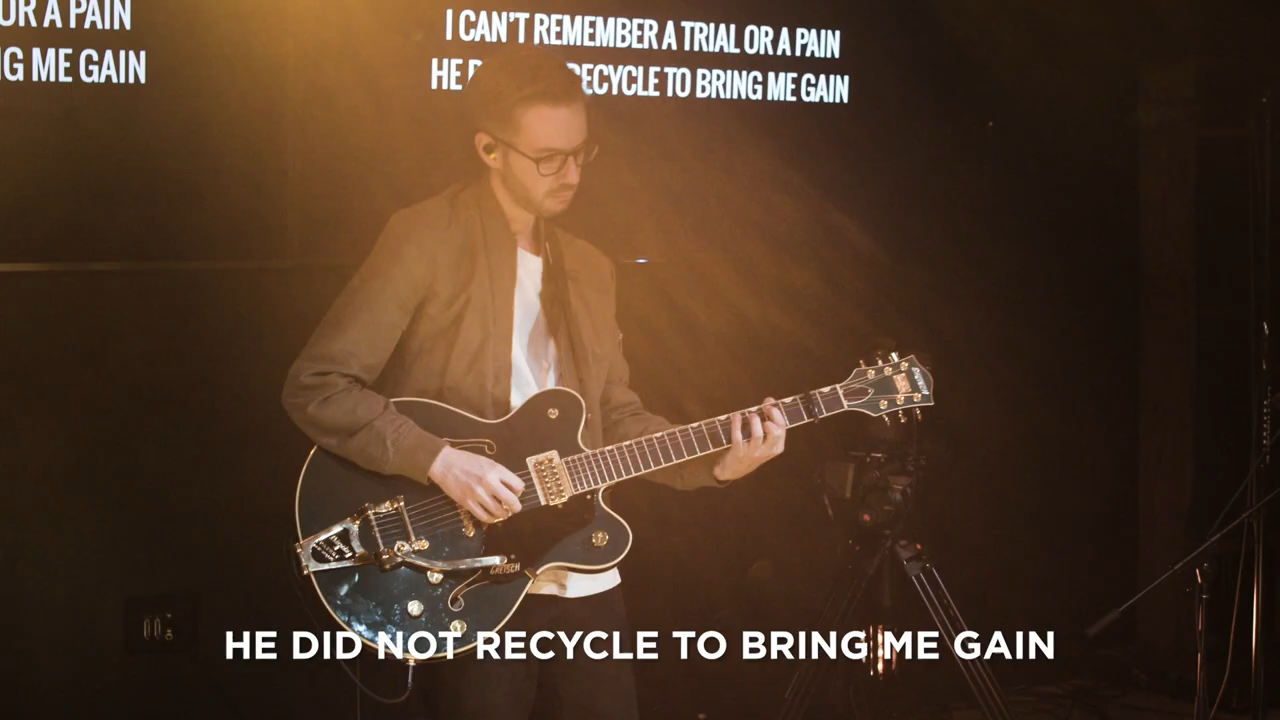 OR A PAIN
NG ME GAIN
I CAN'T REMEMBER A TRIAL OR A PAIN
HE D RECYCLE TO BRING ME GAIN
GRETSCH
HE DID NOT RECYCLE TO BRING ME GAIN